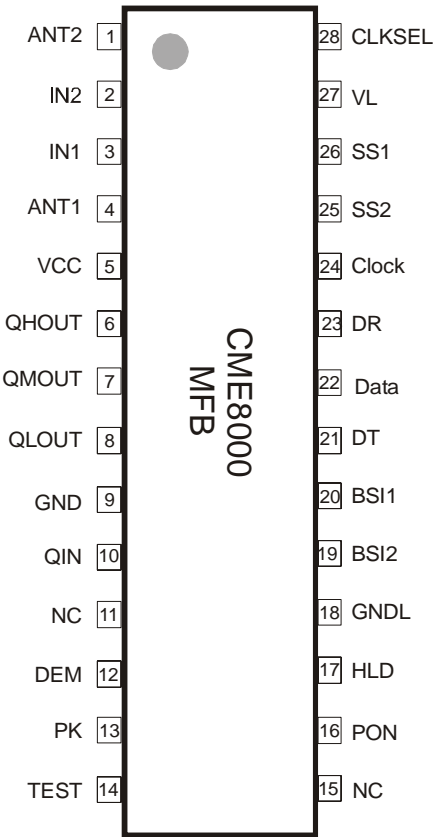 ANT2 1 28 CLKSEL
IN2 2 27 VL
IN1 3 26 SS1
ANT1 4 25 SS2
VCC 5 24 Clock
QHOUT 6 23 DR
QMOUT 7 22 Data
QLOUT 8 21 DT
GND 9 20 BSI1
QIN 10 19 BSI2
NC 11 18 GNDL
DEM 12 17 HLD
PK 13 16 PON
TEST 14 15 NC
CME8000
MFB